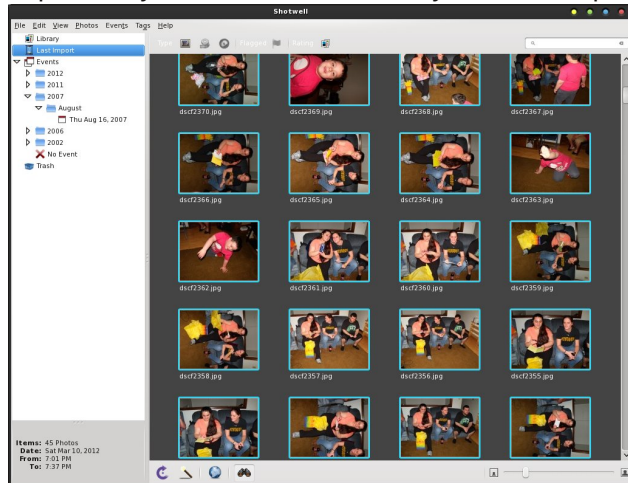 Shotwell
File Edit View Photos Events Tags Help
Library
Last Import
Events
2012
2011
2007
August
Thu Aug 16, 2007
2006
2002
No Event
Trash
Type
Flagged
Rating
dscf2370.jpg dscf2369.jpg dscf2368.jpg dscf2367.jpg
dscf2366.jpg dscf2365.jpg dscf2364.jpg dscf2363.jpg
dscf2362.jpg dscf2361.jpg dscf2360.jpg dscf2359.jpg
dscf2358.jpg dscf2357.jpg dscf2356.jpg dscf2355.jpg
Items: 45 Photos
Date: Sat Mar 10, 2012
From: 7:01 PM
To: 7:37 PM